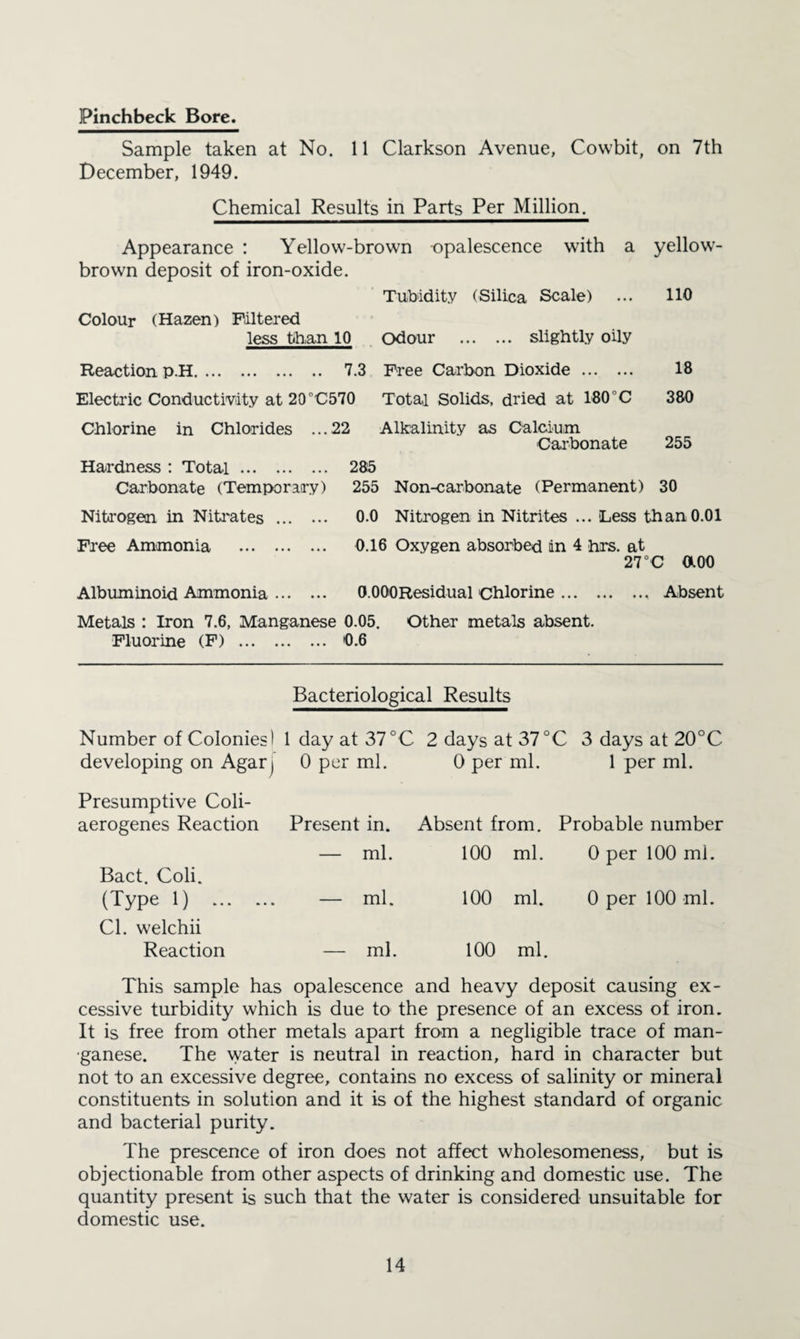 Pinchbeck Bore.
Sample taken at No. 11 Clarkson Avenue, Cowbit, on 7th
December, 1949.
Chemical Results in Parts Per Million.
Appearance : Yellow-brown opalescence with a yellow-
brown deposit of iron-oxide.
Tubidity (Silica Scale) ... 110
Colour (Hazen) Filtered
less than 10 Odour ... ... slightly oily
Reaction p.H. ... ... ... ... .. 7.3 Free Carbon Dioxide ... ... 18
Electric Conductivity at 20°C 570 Total Solids, dried at 180°C 380
Chlorine in Chlorides ... 22 Alkalinity as Calcium
Carbonate 255
Hardness : Total ... ... ... 285
Carbonate (Temporary) 255 Non-carbonate (Permanent) 30
Nitrogen in Nitrates ... ... 0.0 Nitrogen in Nitrites ... Less than 0.01
Free Ammonia ... ... ... 0.16 Oxygen absorbed in 4 hrs. at
27°C 0.00
Albuminoid Ammonia ... ... 0.000 Residual Chlorine ... ... ... Absent
Metals : Iron 7.6, Manganese 0.05. Other metals absent.
Fluorine (F) ... ... ... 0.6
Bacteriological Results
Number of Colonies) 1 day at 37°C 2 days at 37°C 3 days at 20°C
developing on Agar) 0 per ml. 0 per ml. 1 per ml.
Presumptive Coli-
aerogenes Reaction Present in. Absent from. Probable number
— ml. 100 ml. 0 per 100 ml.
Bact. Coli.
(Type 1) ... ... — ml. 100 ml. 0 per 100 ml.
Cl. welchii
Reaction — ml. 100 ml.
This sample has opalescence and heavy deposit causing ex-
cessive turbidity which is due to the presence of an excess of iron.
It is free from other metals apart from a negligible trace of man-
ganese. The water is neutral in reaction, hard in character but
not to an excessive degree, contains no excess of salinity or mineral
constituents in solution and it is of the highest standard of organic
and bacterial purity.
The prescence of iron does not affect wholesomeness, but is
objectionable from other aspects of drinking and domestic use. The
quantity present is such that the water is considered unsuitable for
domestic use.
14